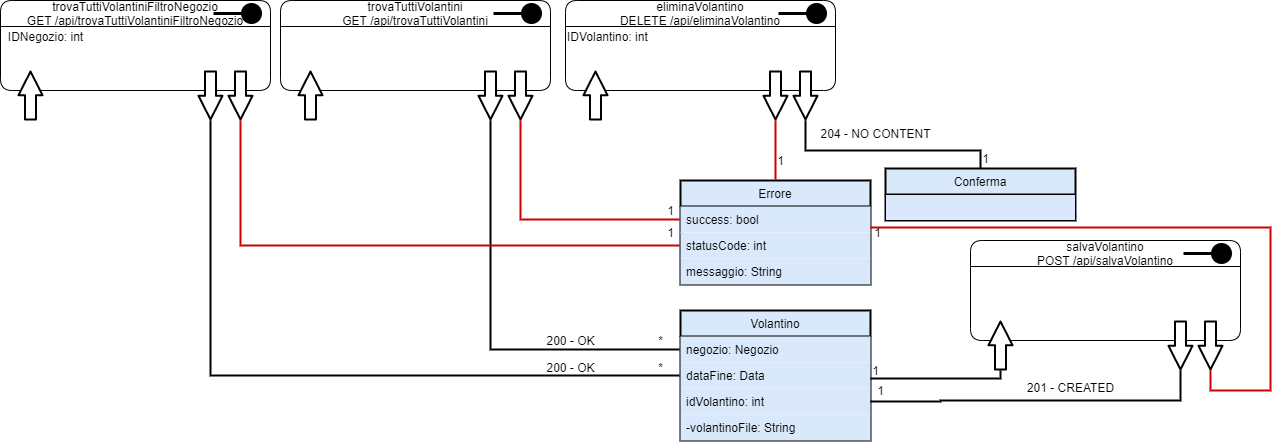 trovaTuttiVolantiniFiltroNegozio
GET /api/trovaTuttiVolantiniFiltroNegozio
IDNegozio: int
trovaTuttiVolantini
GET /api/trovaTuttiVolantini
eliminaVolantino
DELETE /api/eliminaVolantino
IDVolantino: int
204 - NO CONTENT
1
1
Conferma
Errore
1
success: bool
1
statusCode: int
messaggio: String
1
salvaVolantino
POST /api/salvaVolantino
Volantino
200 - OK
*
negozio: Negozio
200 - OK
*
dataFine: Data
1
idVolantino: int
1
201 - CREATED
-volantinoFile: String